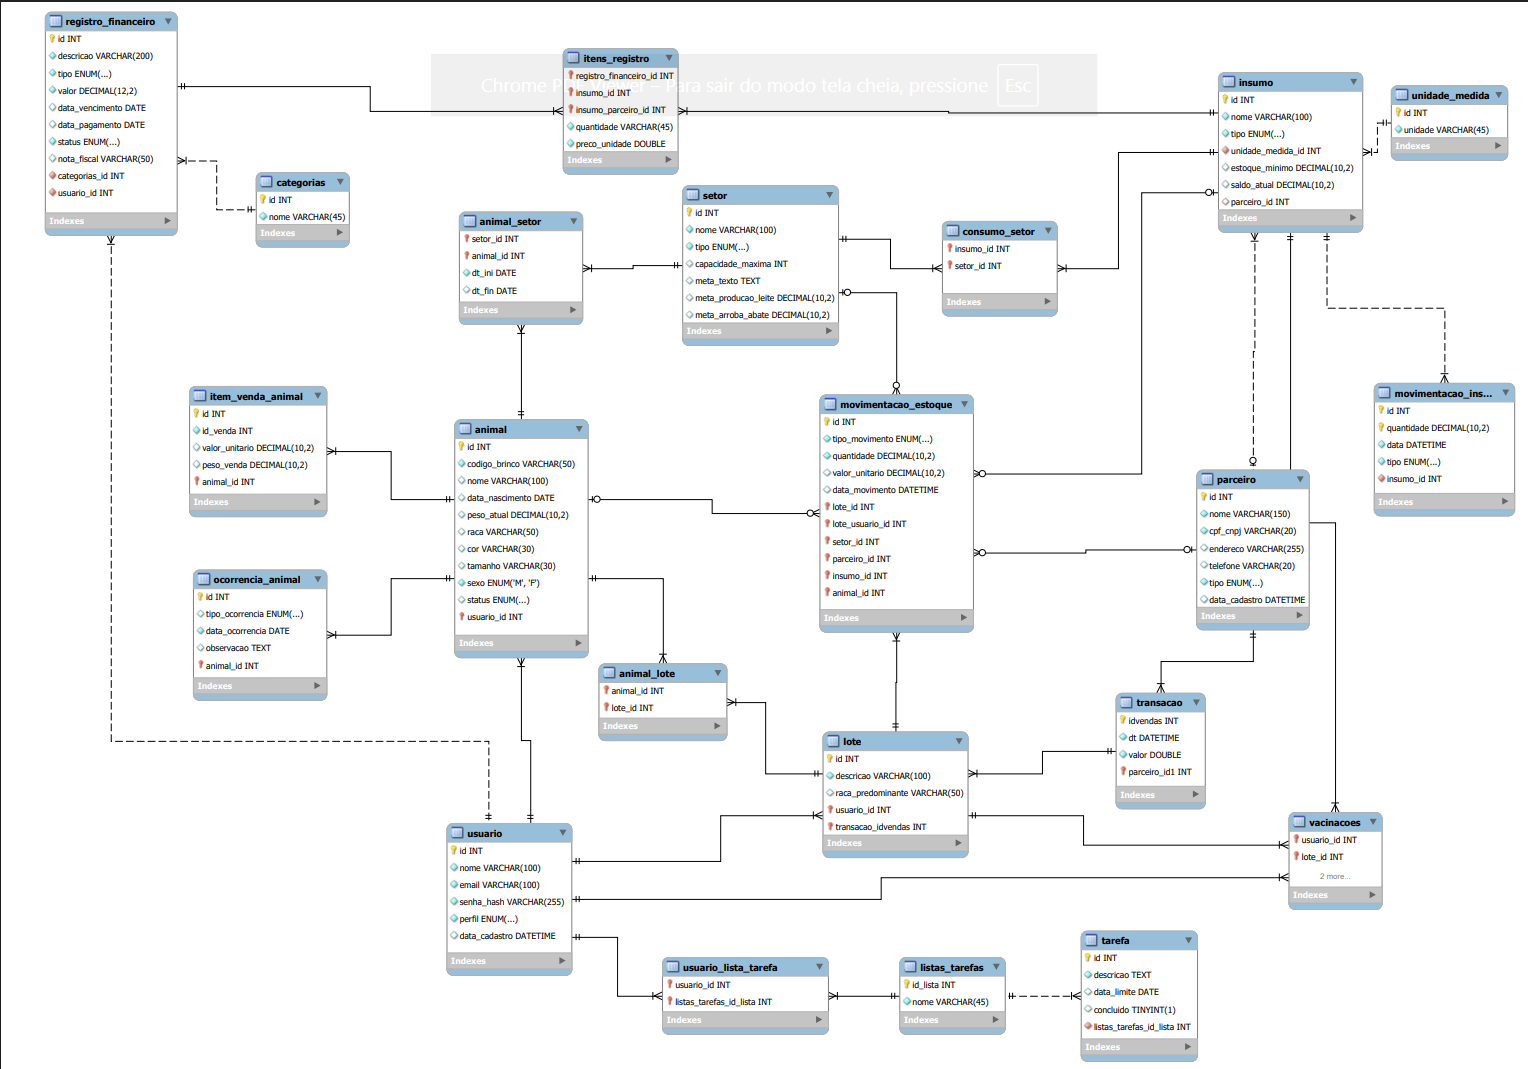 registro_financeiro
id INT
descricao VARCHAR(200)
tipo ENUM(...)
valor DECIMAL(12,2)
data_vencimento DATE
data_pagamento DATE
status ENUM(...)
nota_fiscal VARCHAR(50)
categorias_id INT
usuario_id INT
Indexes
categorias
id INT
nome VARCHAR(45)
Indexes
Chrome PDF Viewer – Para sair do modo tela cheia, pressione Esc
itens_registro
registro_financeiro_id INT
insumo_id INT
insumo_parceiro_id INT
quantidade VARCHAR(45)
preco_unidade DOUBLE
Indexes
insumo
id INT
nome VARCHAR(100)
tipo ENUM(...)
unidade_medida_id INT
estoque_minimo DECIMAL(10,2)
saldo_atual DECIMAL(10,2)
parceiro_id INT
Indexes
unidade_medida
id INT
unidade VARCHAR(45)
Indexes
animal_setor
setor_id INT
animal_id INT
dt_ini DATE
dt_fin DATE
Indexes
setor
id INT
nome VARCHAR(100)
tipo ENUM(...)
capacidade_maxima INT
meta_texto TEXT
meta_producao_leite DECIMAL(10,2)
meta_arroba_abate DECIMAL(10,2)
Indexes
consumo_setor
insumo_id INT
setor_id INT
Indexes
item_venda_animal
id INT
id_venda INT
valor_unitario DECIMAL(10,2)
peso_venda DECIMAL(10,2)
animal_id INT
Indexes
animal
id INT
codigo_brinco VARCHAR(50)
nome VARCHAR(100)
data_nascimento DATE
peso_atual DECIMAL(10,2)
raca VARCHAR(50)
cor VARCHAR(30)
tamanho VARCHAR(30)
sexo ENUM('M', 'F')
status ENUM(...)
usuario_id INT
Indexes
movimentacao_estoque
id INT
tipo_movimento ENUM(...)
quantidade DECIMAL(10,2)
valor_unitario DECIMAL(10,2)
data_movimento DATETIME
lote_id INT
lote_usuario_id INT
setor_id INT
parceiro_id INT
insumo_id INT
animal_id INT
Indexes
movimentacao_ins...
id INT
quantidade DECIMAL(10,2)
data DATETIME
tipo ENUM(...)
insumo_id INT
Indexes
parceiro
id INT
nome VARCHAR(150)
cpf_cnpj VARCHAR(20)
endereco VARCHAR(255)
telefone VARCHAR(20)
tipo ENUM(...)
data_cadastro DATETIME
Indexes
ocorrencia_animal
id INT
tipo_ocorrencia ENUM(...)
data_ocorrencia DATE
observacao TEXT
animal_id INT
Indexes
animal_lote
animal_id INT
lote_id INT
Indexes
transacao
idvendas INT
dt DATETIME
valor DOUBLE
parceiro_id1 INT
Indexes
lote
id INT
descricao VARCHAR(100)
raca_predominante VARCHAR(50)
usuario_id INT
transacao_idvendas INT
Indexes
vacinacoes
usuario_id INT
lote_id INT
2 more...
Indexes
usuario
id INT
nome VARCHAR(100)
email VARCHAR(100)
senha_hash VARCHAR(255)
perfil ENUM(...)
data_cadastro DATETIME
Indexes
usuario_lista_tarefa
usuario_id INT
listas_tarefas_id_lista INT
Indexes
listas_tarefas
id_lista INT
nome VARCHAR(45)
Indexes
tarefa
id INT
descricao TEXT
data_limite DATE
concluido TINYINT(1)
listas_tarefas_id_lista INT
Indexes